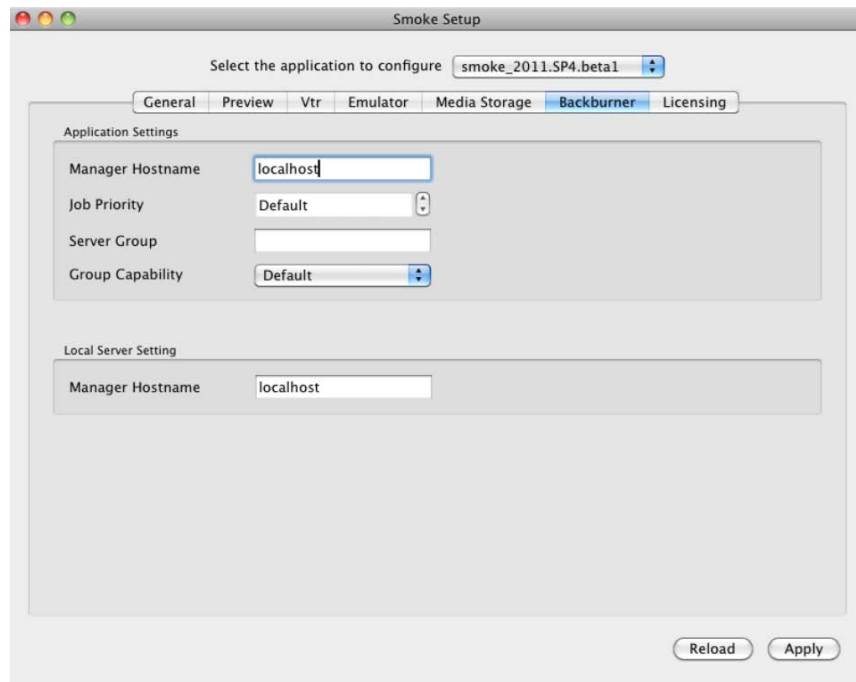 Smoke Setup
Select the application to configure smoke_2011.SP4.beta1
General Preview Vtr Emulator Media Storage Backburner Licensing
Application Settings
Manager Hostname localhost
Job Priority Default
Server Group
Group Capability Default
Local Server Setting
Manager Hostname localhost
Reload Apply